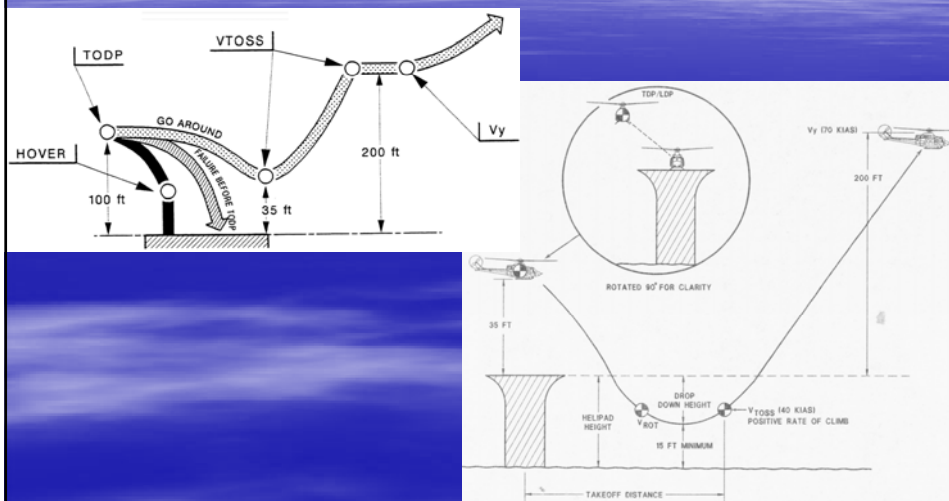 TODP
VTOSS
GO AROUND
HOVER
FAILURE BEFORE TODP
100 ft
35 ft
200 ft
Vy
TDP/LDP
Vy (70 KIAS)
200 FT
ROTATED 90° FOR CLARITY
35 FT
HELIPAD
HEIGHT
DROP
DOWN HEIGHT
VROT
VTOSS (40 KIAS)
POSITIVE RATE OF CLIMB
15 FT MINIMUM
TAKEOFF DISTANCE